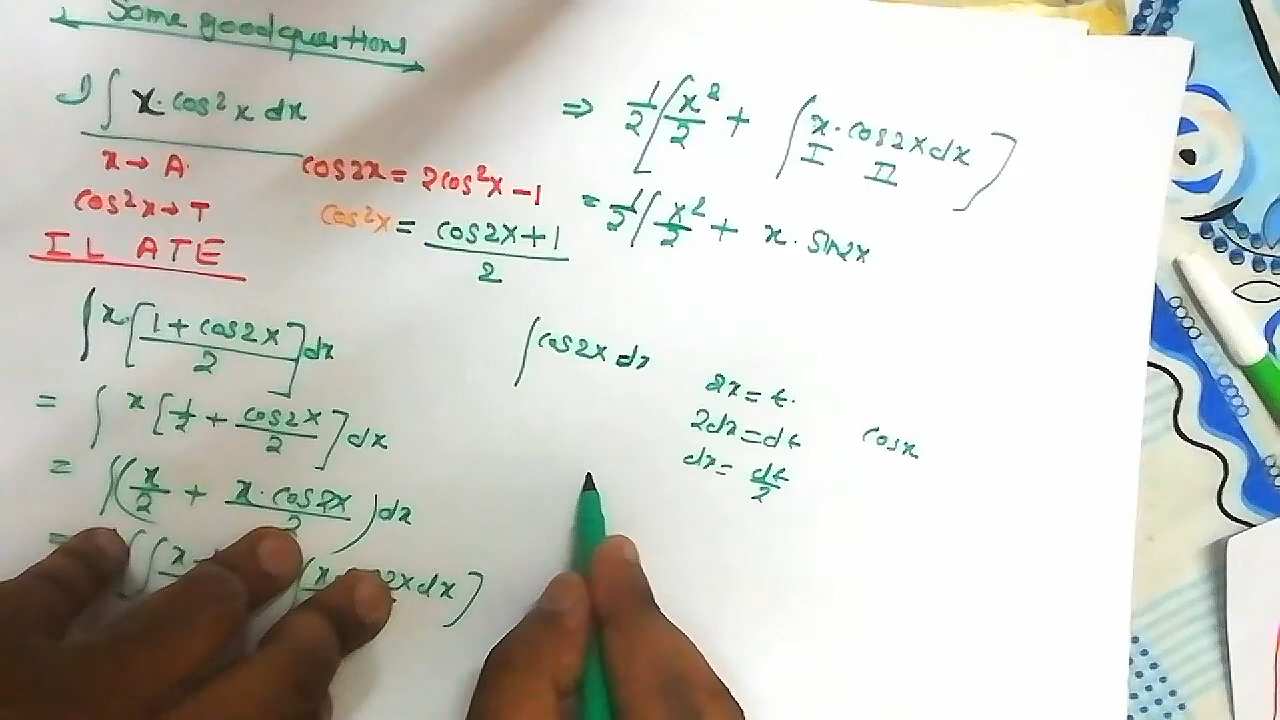 Some good questions
1) ∫ x·cos²x dx
x → A.
cos²x → T
I L A T E
cos2x = 2cos²x − 1
cos²x = (cos2x + 1)/2
∫ x [(1 + cos2x)/2] dx
= ∫ x [1/2 + cos2x/2] dx
= ∫ (x/2 + x·cos2x/2) dx
⇒ 1/2 [x²/2 + ∫ x·cos2x dx]
I II
= 1/2 [x²/2 + x·sin2x
∫ cos2x dx
2x = t.
2dx = dt
dx = dt/2
cosx